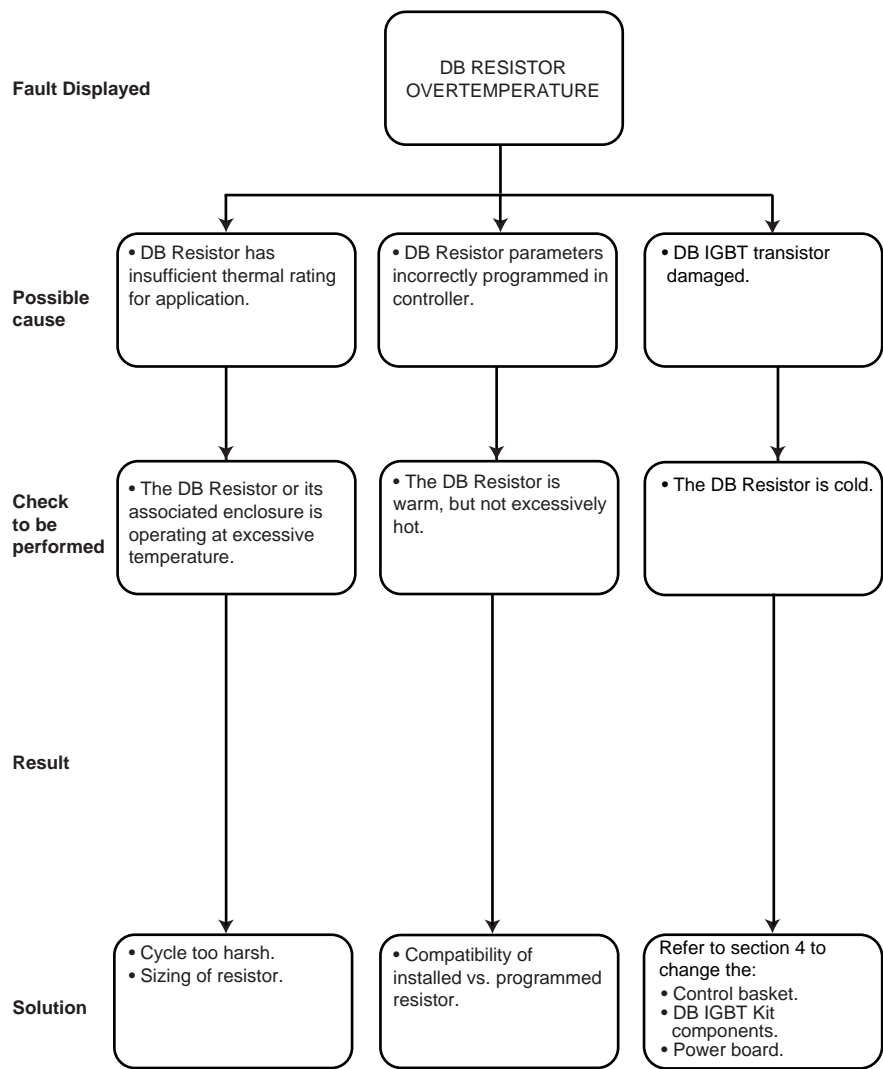 Fault Displayed
DB RESISTOR
OVERTEMPERATURE
Possible
cause
• DB Resistor has
insufficient thermal rating
for application.
• DB Resistor parameters
incorrectly programmed in
controller.
• DB IGBT transistor
damaged.
Check
to be
performed
• The DB Resistor or its
associated enclosure is
operating at excessive
temperature.
• The DB Resistor is
warm, but not excessively
hot.
• The DB Resistor is cold.
Result
Solution
• Cycle too harsh.
• Sizing of resistor.
• Compatibility of
installed vs. programmed
resistor.
Refer to section 4 to
change the:
• Control basket.
• DB IGBT Kit
components.
• Power board.